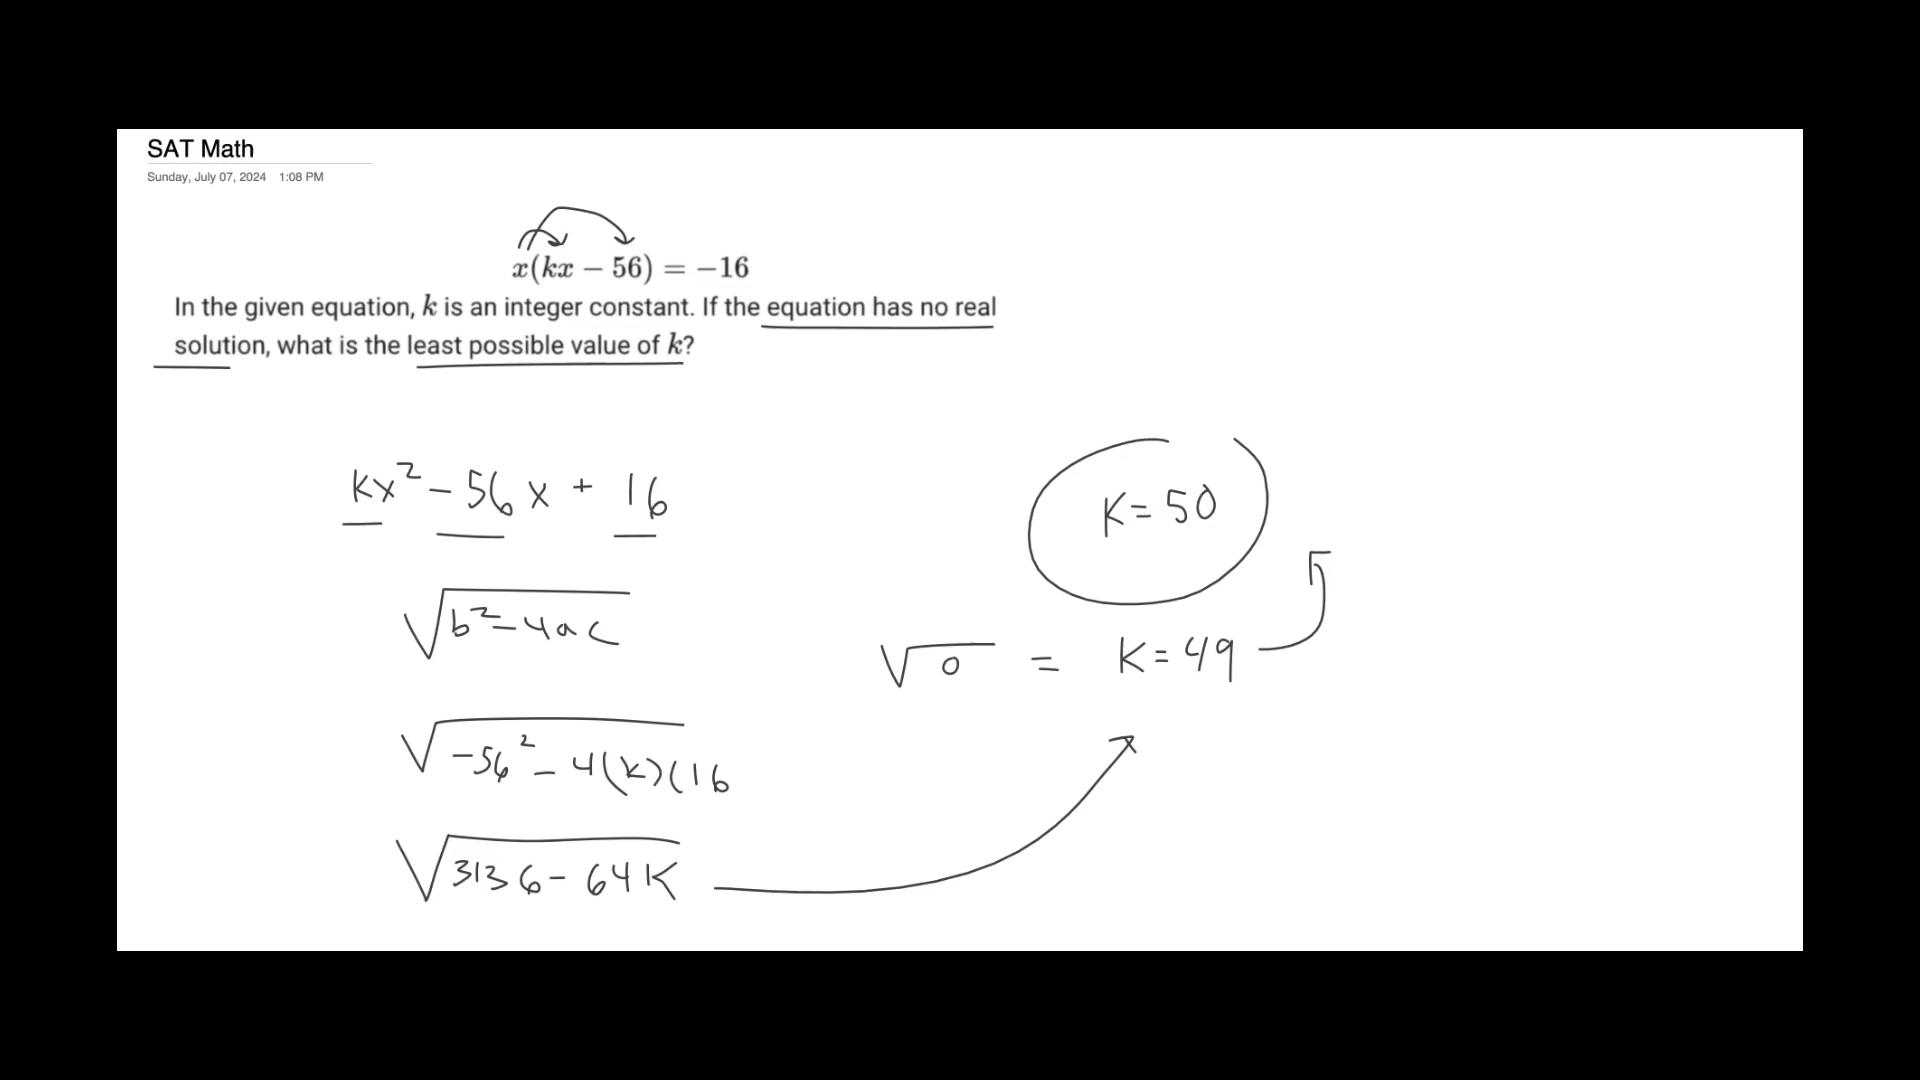 SAT Math
Sunday, July 07, 2024 1:08 PM
x(kx − 56) = −16
In the given equation, k is an integer constant. If the equation has no real
solution, what is the least possible value of k?
kx² − 56x + 16
K = 50
√b² − 4ac
√0 = K = 49
√−56² − 4(k)(16
√3136 − 64K